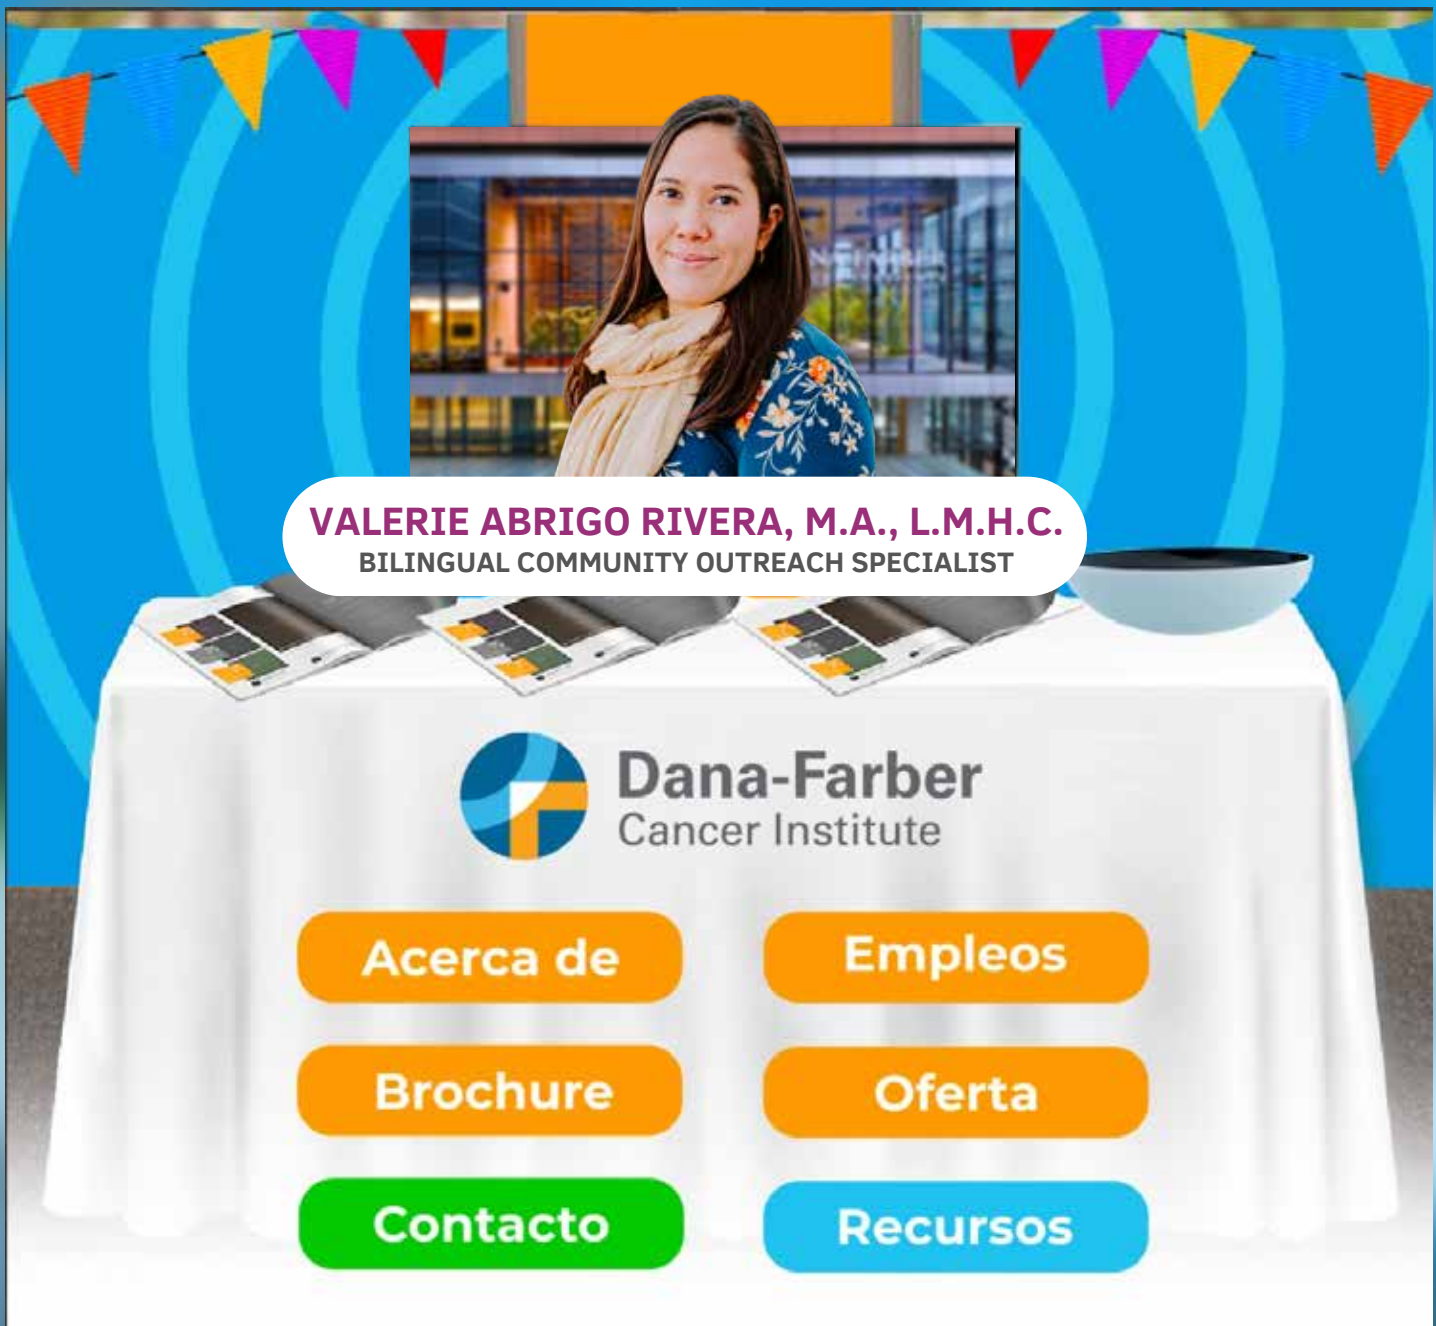 VALERIE ABRIGO RIVERA, M.A., L.M.H.C.
BILINGUAL COMMUNITY OUTREACH SPECIALIST
Dana-Farber
Cancer Institute
Acerca de
Empleos
Brochure
Oferta
Contacto
Recursos